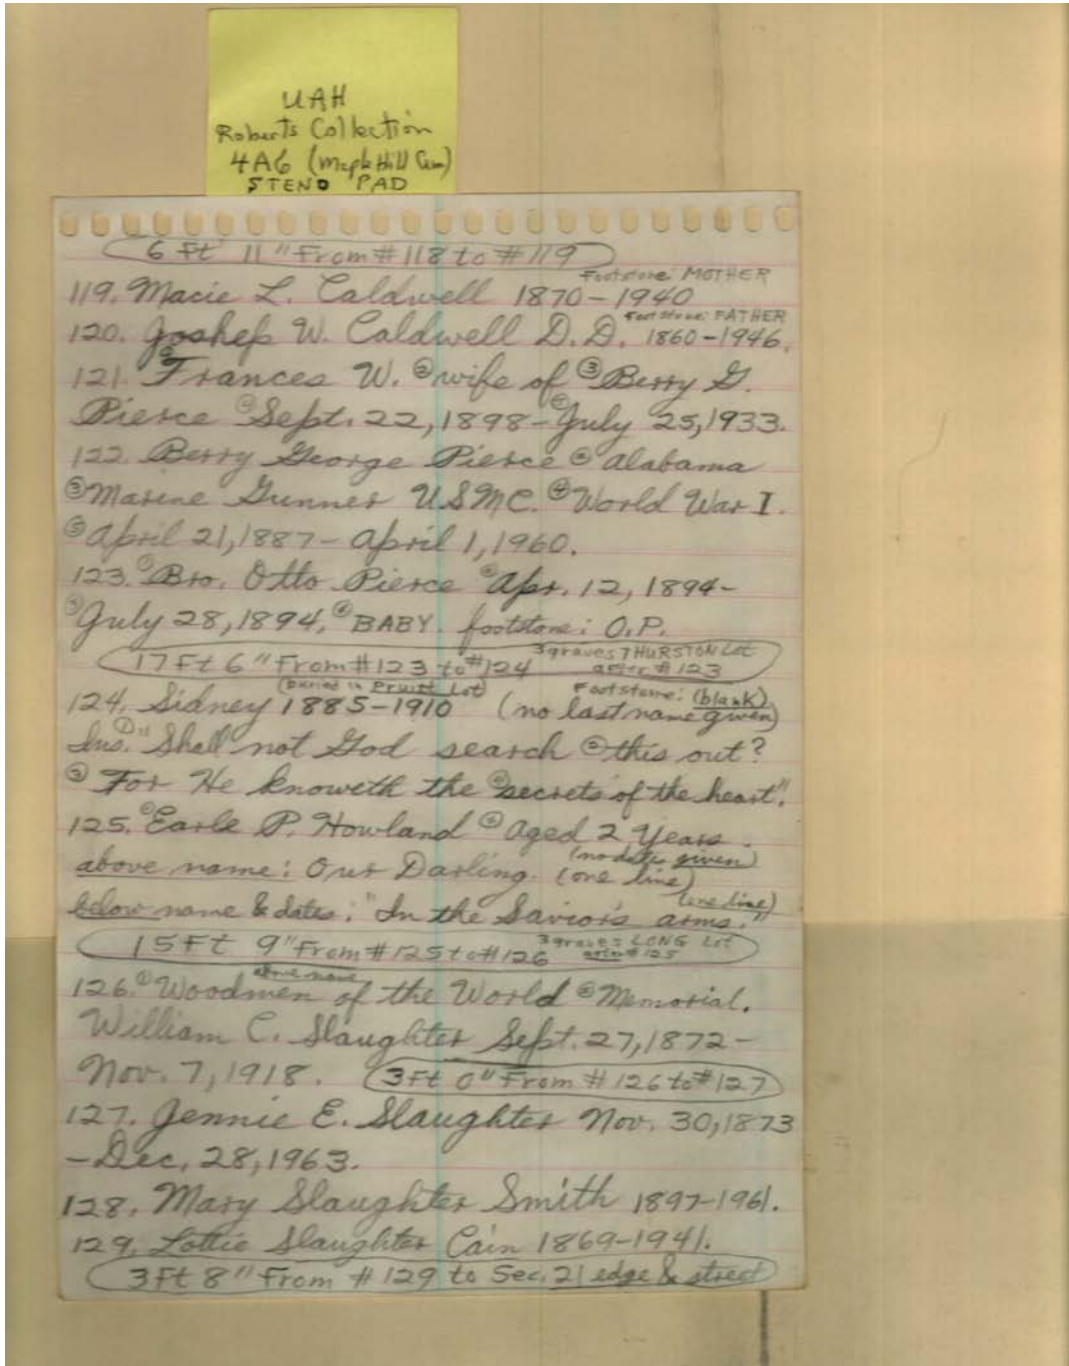 UAH
Roberts Collection
4A6 (Maple Hill Cem)
STENO PAD
6 Ft 11" From #118 to #119
Footstone: MOTHER
119. Macie L. Caldwell 1870-1940
Footstone: FATHER
120. Joshep W. Caldwell D.D. 1860-1946.
121. ①Frances W. ②wife of ③Berry G.
Pierce ④Sept. 22, 1898-⑤July 25, 1933.
122. Berry George Pierce ② Alabama
③Marine Gunner USMC. ④World War I.
⑤April 21, 1887- April 1, 1960.
123. ①Bro. Otto Pierce ②Apr. 12, 1894-
③July 28, 1894. ④BABY. footstone: O.P.
17 Ft 6" From #123 to #124 3 graves THURSTON Lot
after #123
(buried in Pruitt Lot) Footstone: (blank)
124. Sidney 1885-1910 (no last name given)
Ins. ①"Shall not God search ②this out?
③ For He knoweth the ④secrets of the heart".
125. ①Earle P. Howland ② Aged 2 Years.
(no date given)
above name: Our Darling. (one line)
(one line)
below name & dates: "In the Savior's arms."
15 Ft 9" From #125 to #126 3 graves LONG Lot
after #125
above name
126. ①Woodmen of the World ②Memorial.
William C. Slaughter Sept. 27, 1872-
Nov. 7, 1918. 3 Ft 0" From #126 to #127
127. Jennie E. Slaughter Nov. 30, 1873
-Dec. 28, 1963.
128. Mary Slaughter Smith 1897-1961.
129. Lottie Slaughter Cain 1869-1941.
3 Ft 8" From #129 to Sec. 21 edge & street